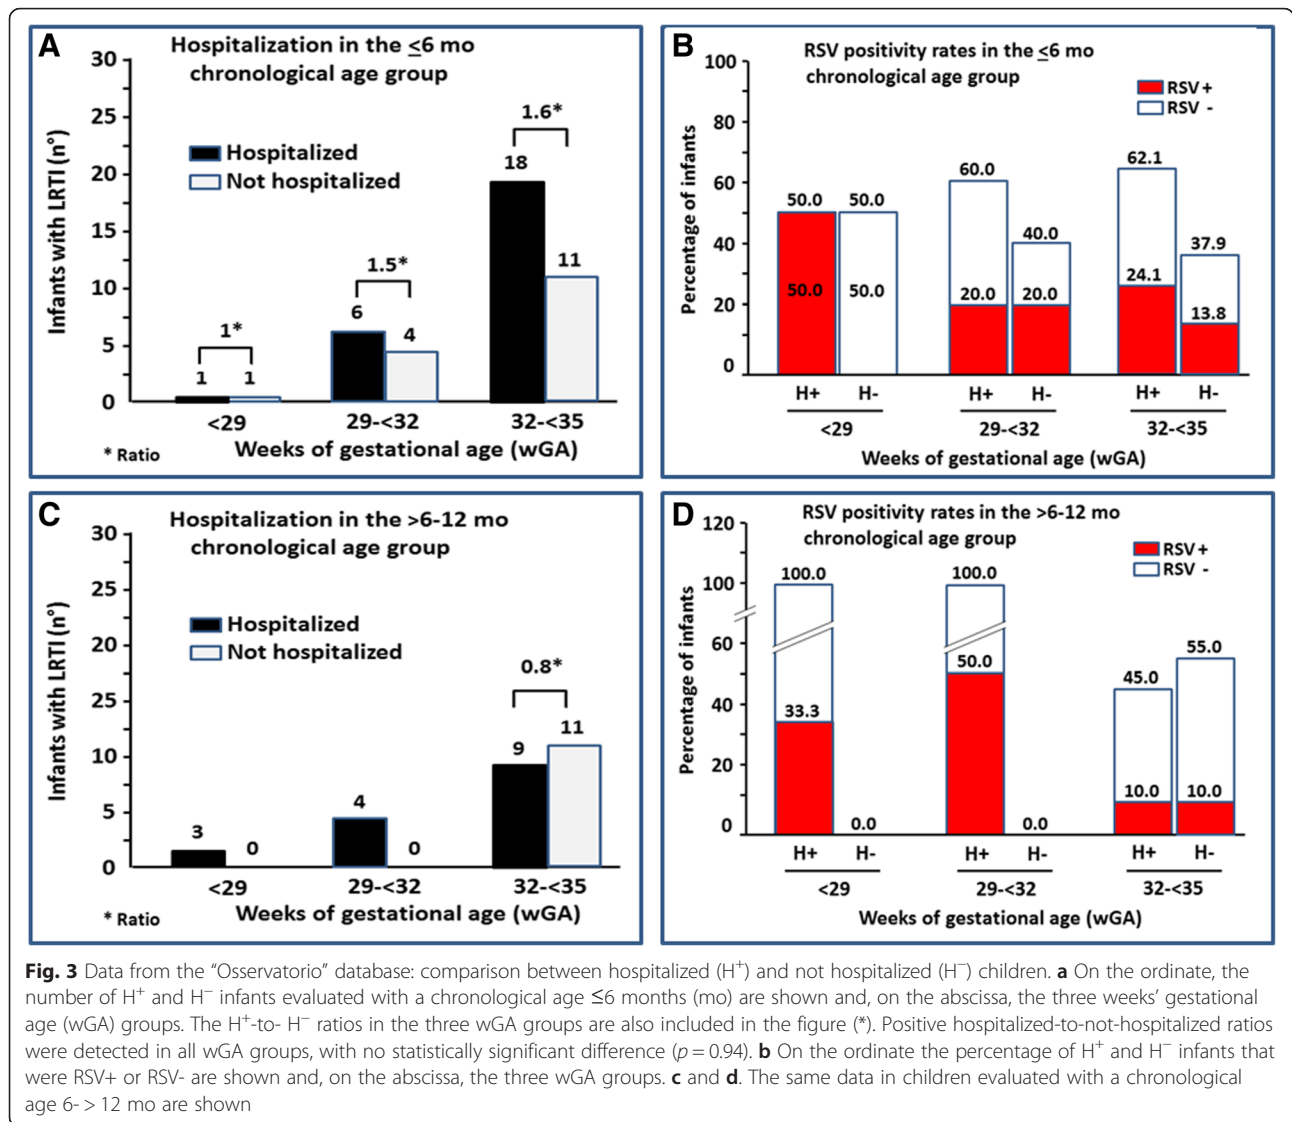 A
Hospitalization in the ≤6 mo
chronological age group
Infants with LRTI (n°)
30
25
20
15
10
5
0
Hospitalized
Not hospitalized
1*
1 1
1.5*
6 4
1.6*
18 11
<29 29-<32 32-<35
* Ratio
Weeks of gestational age (wGA)
B
RSV positivity rates in the ≤6 mo
chronological age group
Percentage of infants
100
80
60
40
20
0
RSV +
RSV -
50.0 50.0
50.0 50.0
60.0 40.0
20.0 20.0
62.1 37.9
24.1 13.8
H+ H- H+ H- H+ H-
<29 29-<32 32-<35
Weeks of gestational age (wGA)
C
Hospitalization in the >6-12 mo
chronological age group
Infants with LRTI (n°)
30
25
20
25
10
5
0
Hospitalized
Not hospitalized
3 0
4 0
0.8*
9 11
<29 29-<32 32-<35
* Ratio
Weeks of gestational age (wGA)
D
RSV positivity rates in the >6-12 mo
chronological age group
Percentage of infants
120
100
60
40
20
0
RSV +
RSV -
100.0
33.3 0.0
100.0
50.0 0.0
45.0 55.0
10.0 10.0
H+ H- H+ H- H+ H-
<29 29-<32 32-<35
Weeks of gestational age (wGA)
Fig. 3 Data from the “Osservatorio” database: comparison between hospitalized (H⁺) and not hospitalized (H⁻) children. a On the ordinate, the
number of H⁺ and H⁻ infants evaluated with a chronological age ≤6 months (mo) are shown and, on the abscissa, the three weeks’ gestational
age (wGA) groups. The H⁺-to- H⁻ ratios in the three wGA groups are also included in the figure (*). Positive hospitalized-to-not-hospitalized ratios
were detected in all wGA groups, with no statistically significant difference (p = 0.94). b On the ordinate the percentage of H⁺ and H⁻ infants that
were RSV+ or RSV- are shown and, on the abscissa, the three wGA groups. c and d. The same data in children evaluated with a chronological
age 6- > 12 mo are shown